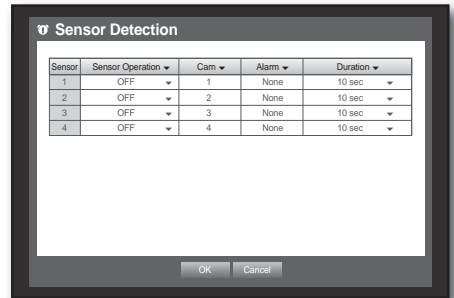 Sensor Detection
Sensor Sensor Operation Cam Alarm Duration
1 OFF 1 None 10 sec
2 OFF 2 None 10 sec
3 OFF 3 None 10 sec
4 OFF 4 None 10 sec
OK Cancel